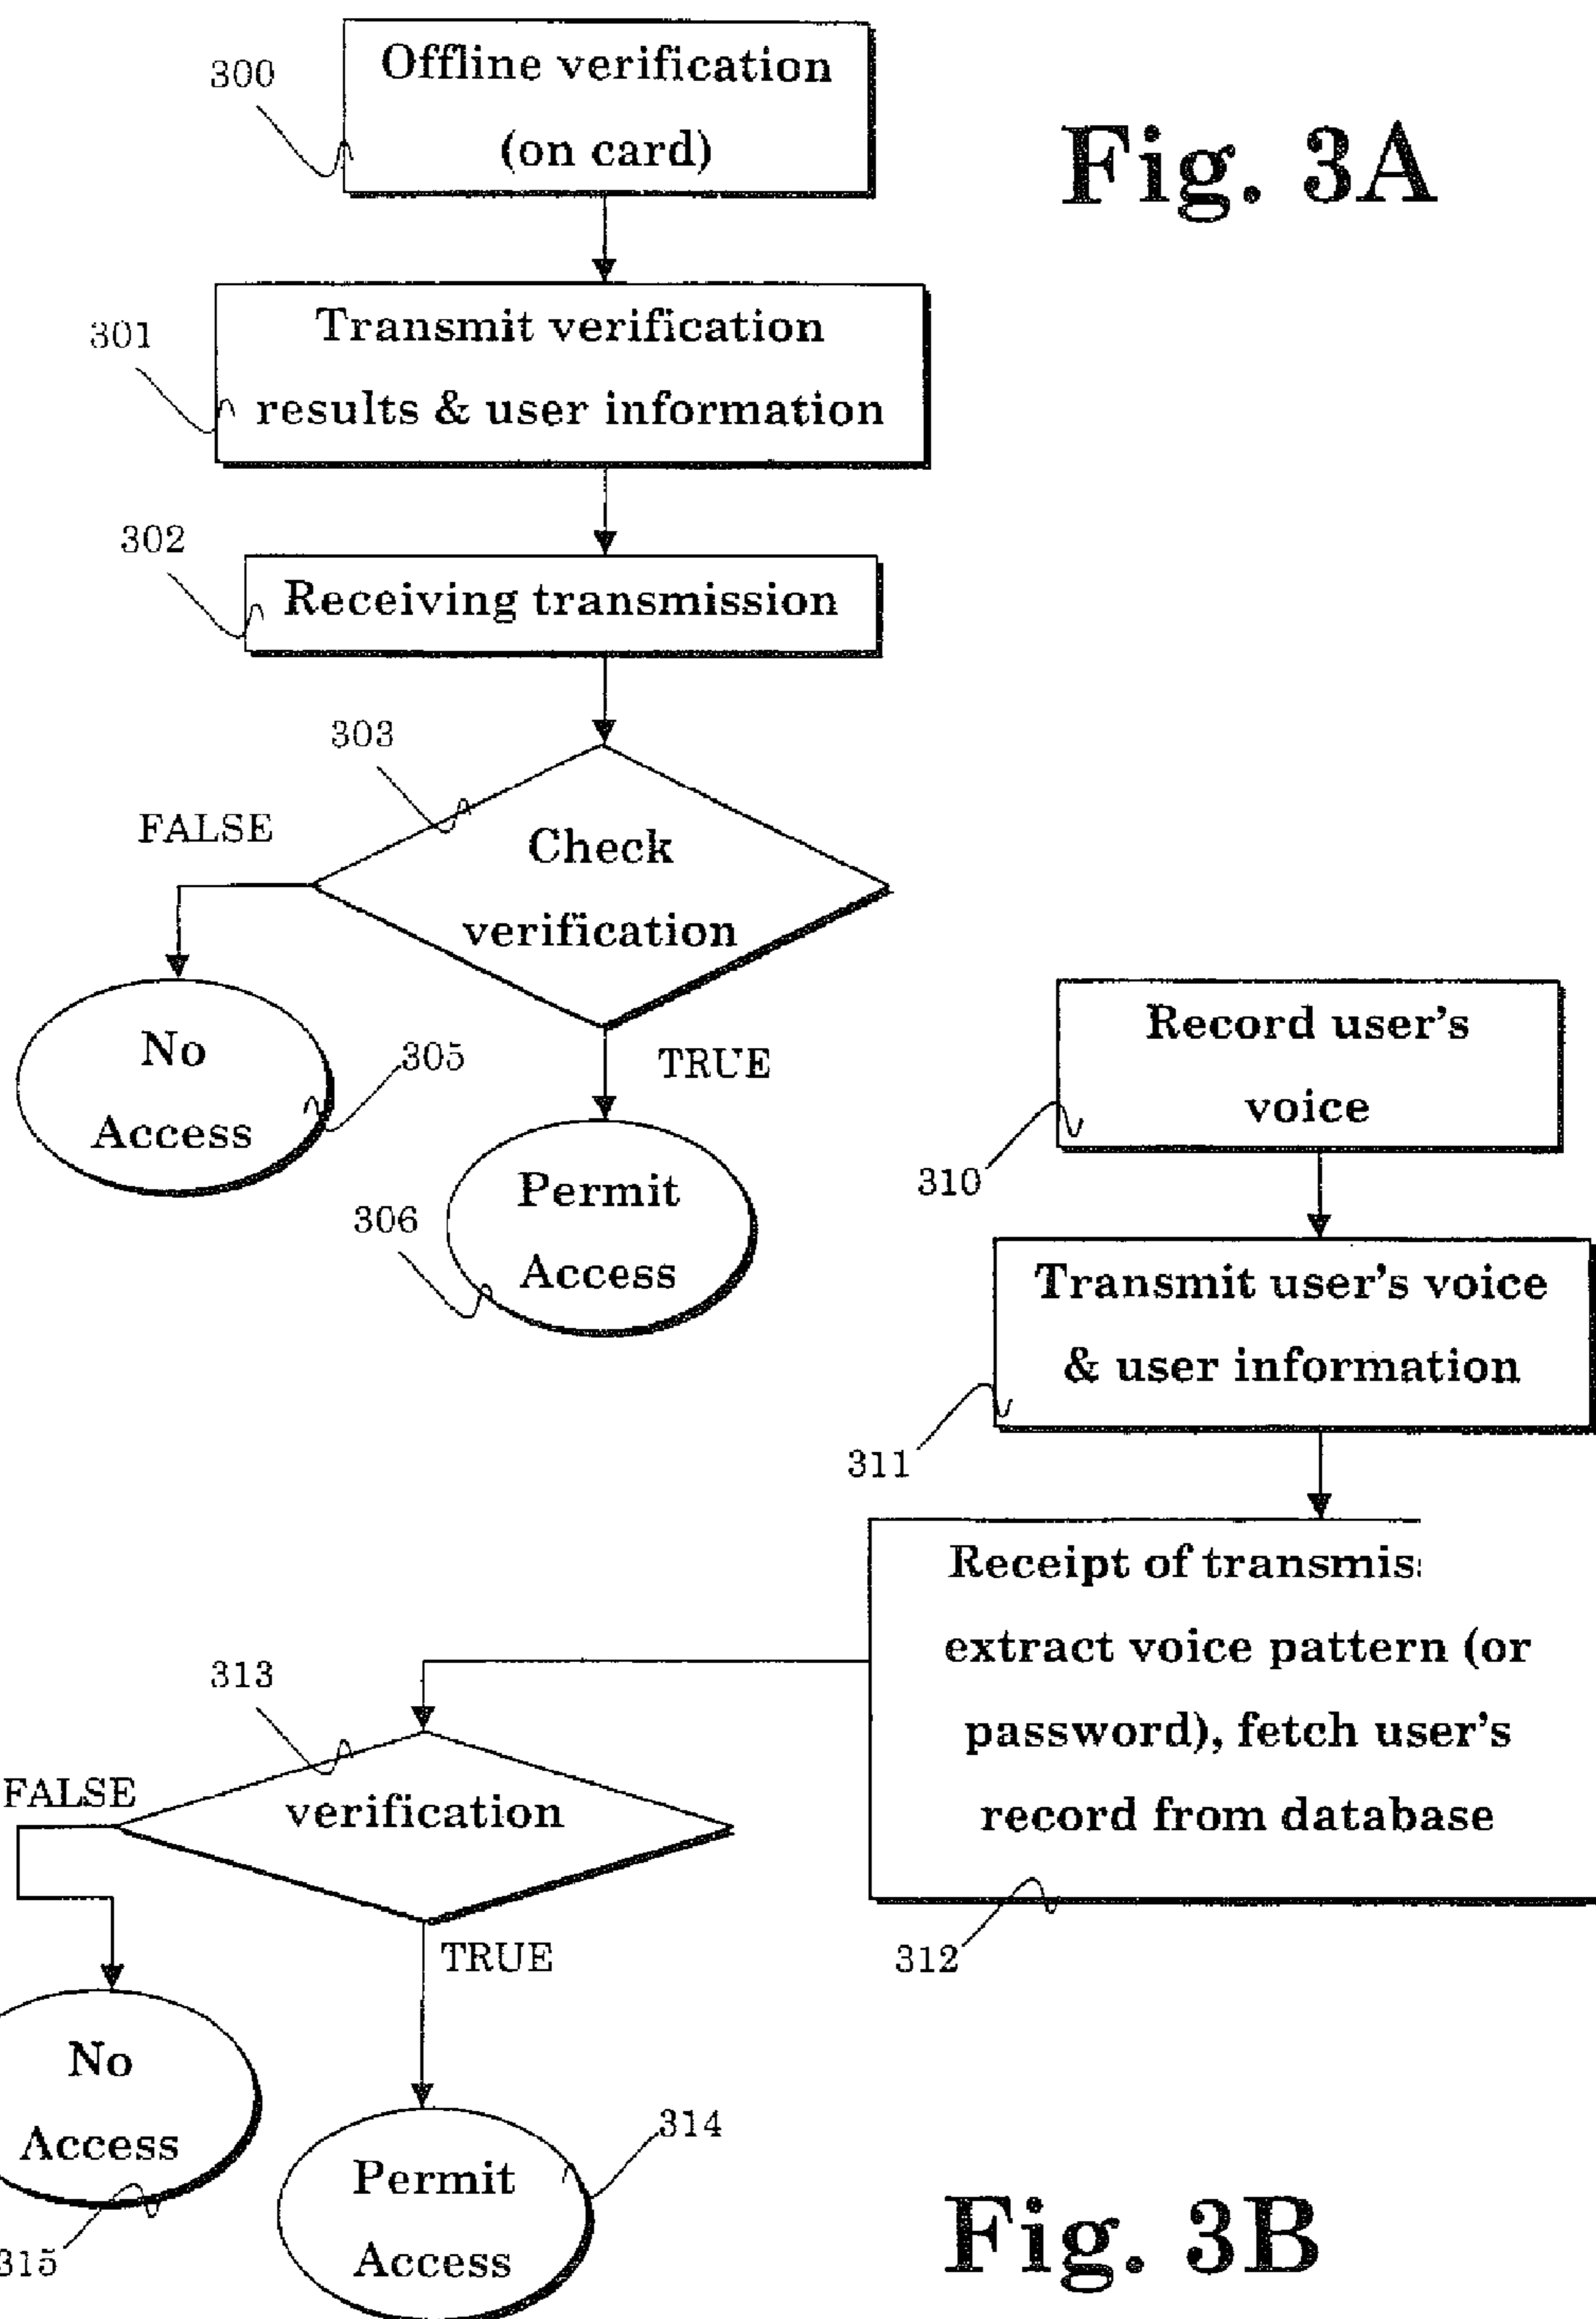 300
Offline verification
(on card)
Fig. 3A
301
Transmit verification
results & user information
302
Receiving transmission
303
FALSE
Check
verification
No
Access
305
TRUE
306
Permit
Access
Record user's
voice
310
Transmit user's voice
& user information
311
Receipt of
extract voice pattern (or
password), fetch user's
record from database
312
313
FALSE
verification
TRUE
No
Access
315
Permit
Access
314
Fig. 3B